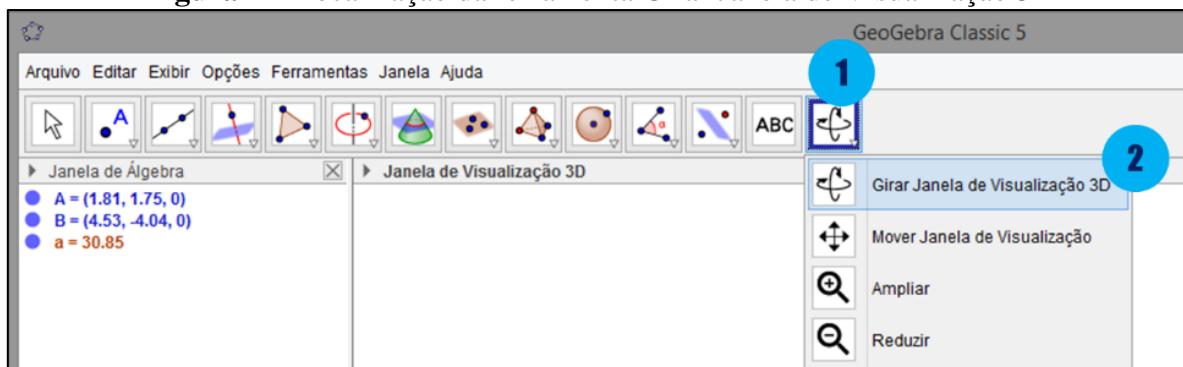 GeoGebra Classic 5
Arquivo Editar Exibir Opções Ferramentas Janela Ajuda
1
A
α
ABC
2
Janela de Álgebra
Janela de Visualização 3D
A = (1.81, 1.75, 0)
B = (4.53, -4.04, 0)
a = 30.85
Girar Janela de Visualização 3D
Mover Janela de Visualização
Ampliar
Reduzir